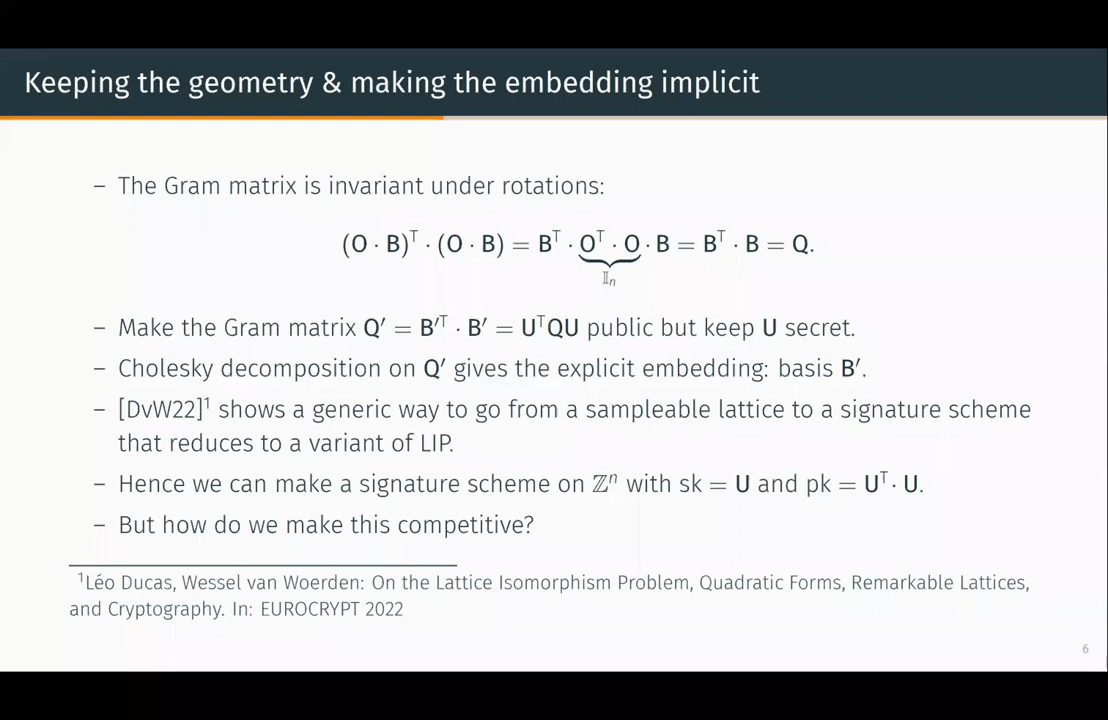 Keeping the geometry & making the embedding implicit
– The Gram matrix is invariant under rotations:
(O · B)ᵀ · (O · B) = Bᵀ · Oᵀ · O · B = Bᵀ · B = Q.
𝕀ₙ
– Make the Gram matrix Q′ = B′ᵀ · B′ = UᵀQU public but keep U secret.
– Cholesky decomposition on Q′ gives the explicit embedding: basis B′.
– [DvW22]¹ shows a generic way to go from a sampleable lattice to a signature scheme
that reduces to a variant of LIP.
– Hence we can make a signature scheme on ℤⁿ with sk = U and pk = Uᵀ · U.
– But how do we make this competitive?
¹Léo Ducas, Wessel van Woerden: On the Lattice Isomorphism Problem, Quadratic Forms, Remarkable Lattices,
and Cryptography. In: EUROCRYPT 2022
6